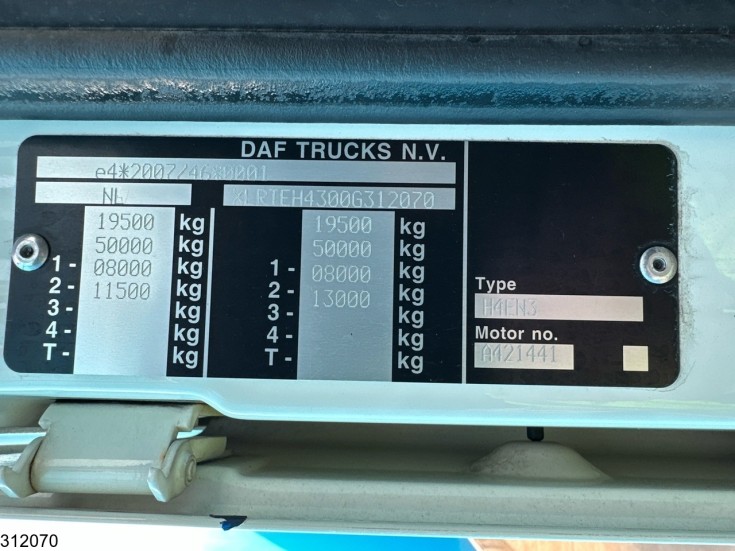 DAF TRUCKS N.V.
e4*2007/46*0001
XLRTEH4300G312070
19500 kg 19500 kg
50000 kg 50000 kg
1 - 08000 kg 1 - 08000 kg
2 - 11500 kg 2 - 13000 kg
3 - kg 3 - kg
4 - kg 4 - kg
T - kg T - kg
Type
H4EN3
Motor no.
A421441
312070